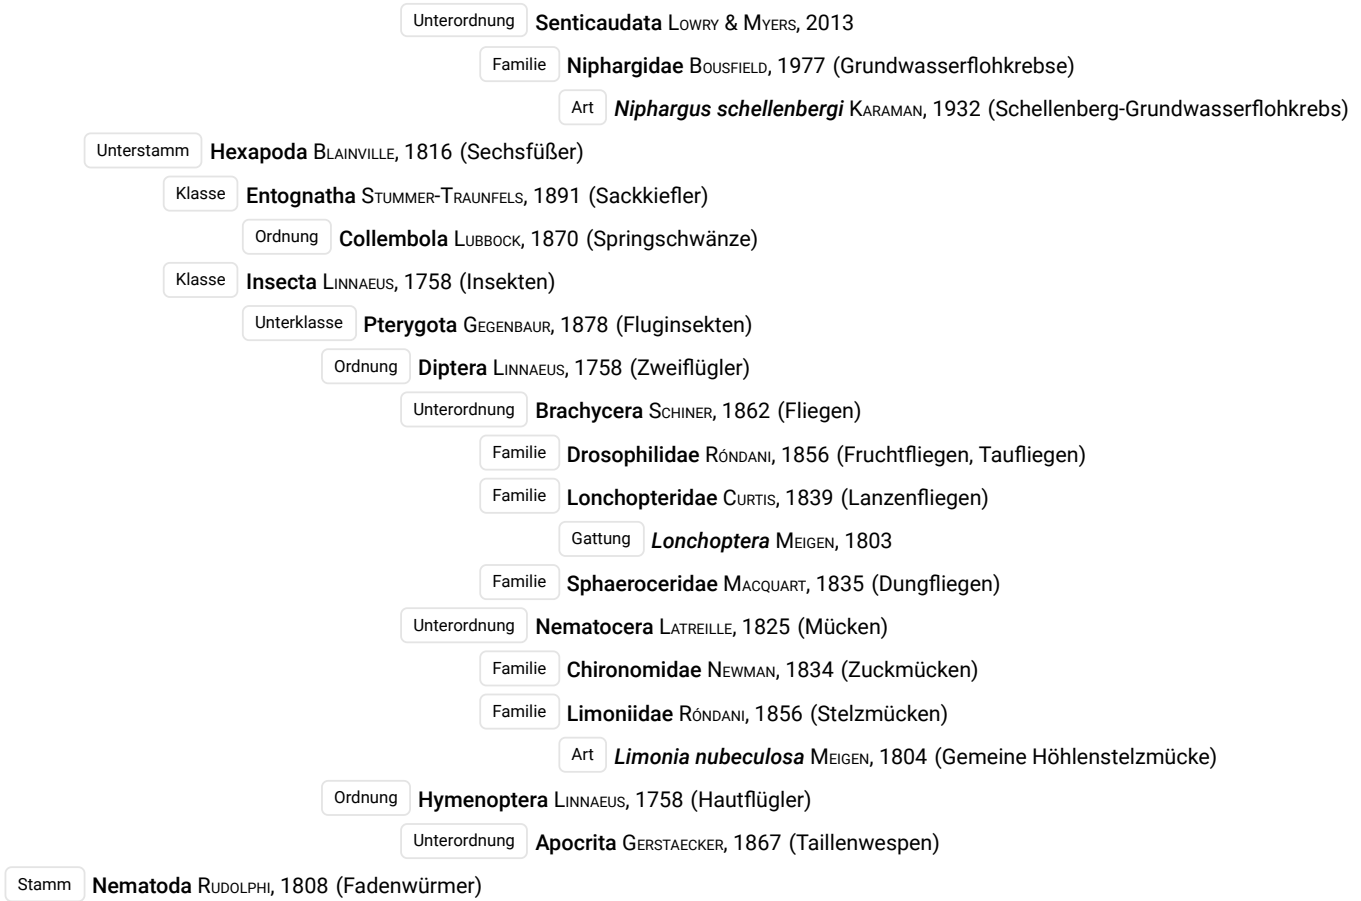 Unterordnung Senticaudata Lowry & Myers, 2013
Familie Niphargidae Bousfield, 1977 (Grundwasserflohkrebse)
Art Niphargus schellenbergi Karaman, 1932 (Schellenberg-Grundwasserflohkrebs)
Unterstamm Hexapoda Blainville, 1816 (Sechsfüßer)
Klasse Entognatha Stummer-Traunfels, 1891 (Sackkiefler)
Ordnung Collembola Lubbock, 1870 (Springschwänze)
Klasse Insecta Linnaeus, 1758 (Insekten)
Unterklasse Pterygota Gegenbaur, 1878 (Fluginsekten)
Ordnung Diptera Linnaeus, 1758 (Zweiflügler)
Unterordnung Brachycera Schiner, 1862 (Fliegen)
Familie Drosophilidae Róndani, 1856 (Fruchtfliegen, Taufliegen)
Familie Lonchopteridae Curtis, 1839 (Lanzenfliegen)
Gattung Lonchoptera Meigen, 1803
Familie Sphaeroceridae Macquart, 1835 (Dungfliegen)
Unterordnung Nematocera Latreille, 1825 (Mücken)
Familie Chironomidae Newman, 1834 (Zuckmücken)
Familie Limoniidae Róndani, 1856 (Stelzmücken)
Art Limonia nubeculosa Meigen, 1804 (Gemeine Höhlenstelzmücke)
Ordnung Hymenoptera Linnaeus, 1758 (Hautflügler)
Unterordnung Apocrita Gerstaecker, 1867 (Taillenwespen)
Stamm Nematoda Rudolphi, 1808 (Fadenwürmer)